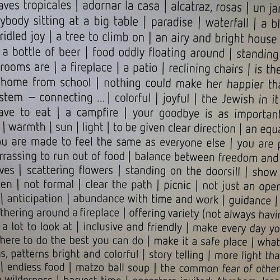 aves tropicales | adornar la casa | alcatraz, rosas | un jar
ybody sitting at a big table | paradise | waterfall | a b
ridled joy | a tree to climb on | an airy and bright house
a bottle of beer | food oddly floating around | standing
rooms are | a fireplace | a patio | reclining chairs | is the
home from school | nothing could make her happier tha
stem – connecting ... | colorful | joyful | the Jewish in it
ave to eat | a campfire | your goodbye is as important
| warmth | sun | light | to be given clear direction | an equa
ou are made to feel the same as everyone else | you are p
rrassing to run out of food | balance between freedom and
ves | scattering flowers | standing on the doorsill | show
en | not formal | clear the path | picnic | not just an open
| anticipation | abundance with time and work | guidance |
thering around a fireplace | offering variety (not always havin
a lot to look at | inclusive and friendly | make every day yo
here to do the best you can do | make it a safe place | what
s, patterns bright and colorful | story telling | more light tha
| endless food | matzo ball soup | the common fear of other